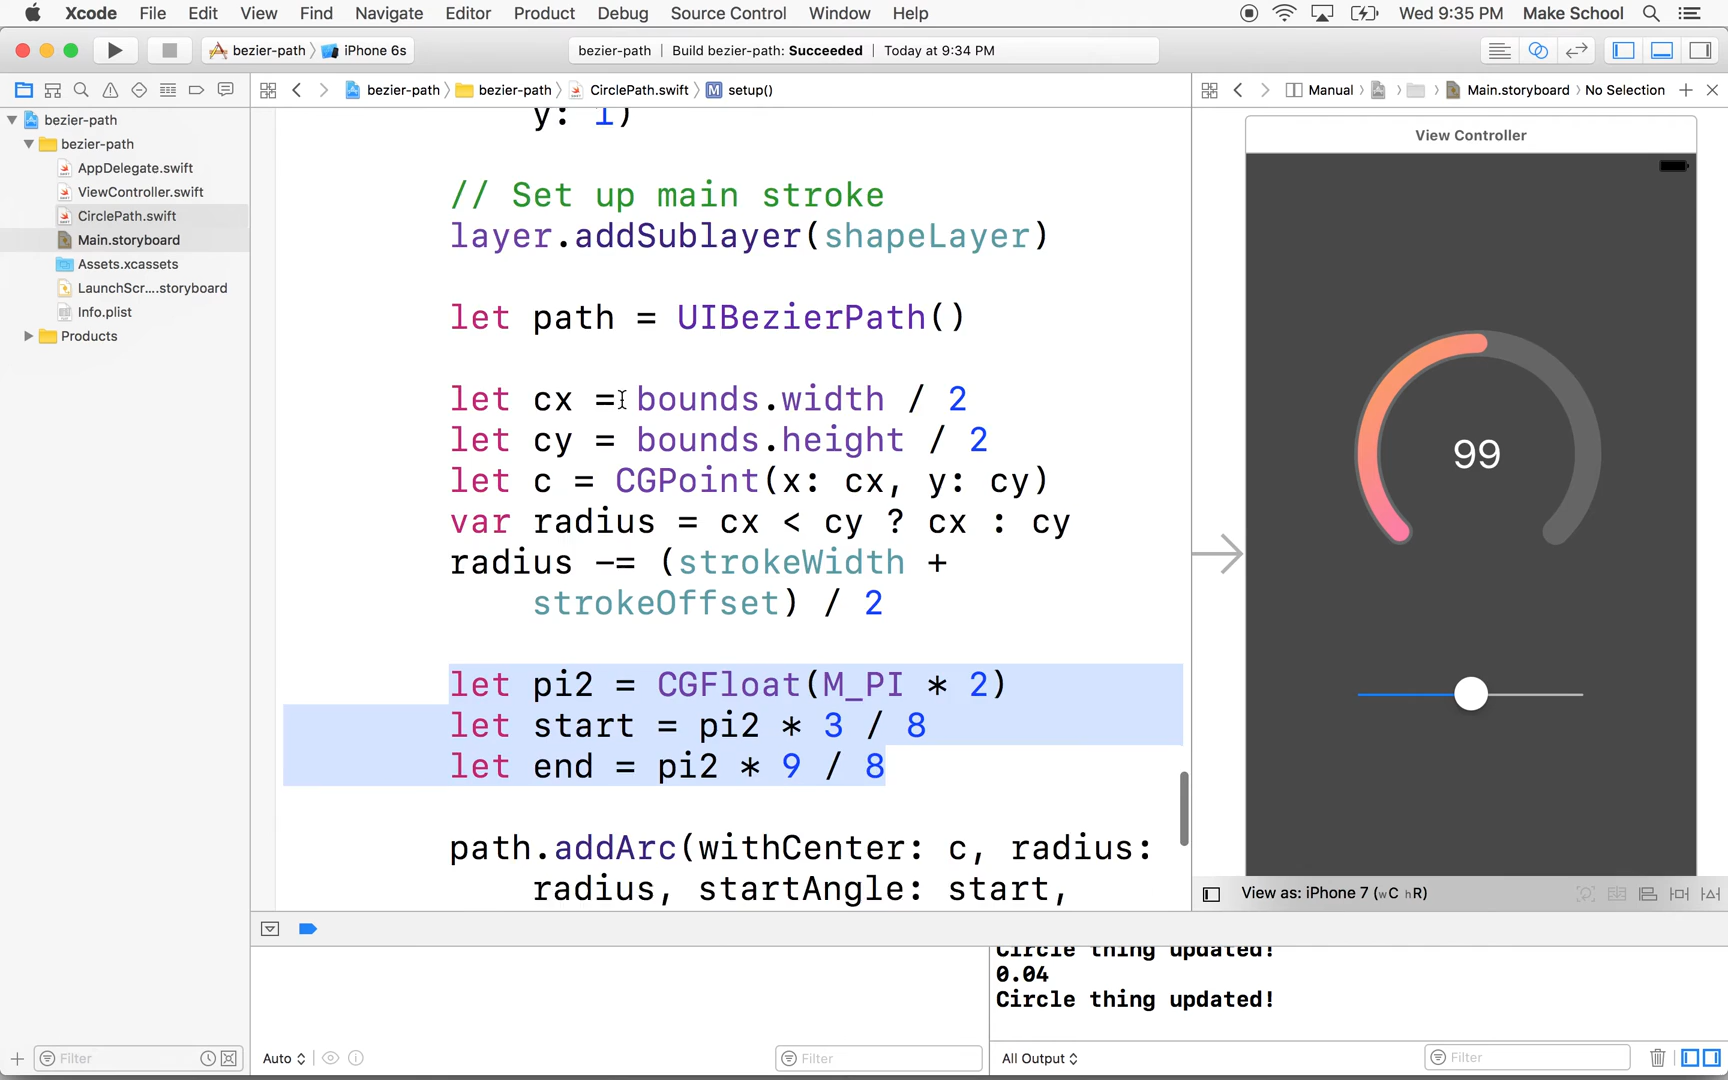 Xcode File Edit View Find Navigate Editor Product Debug Source Control Window Help Wed 9:35 PM Make School
bezier-path iPhone 6s bezier-path Build bezier-path: Succeeded Today at 9:34 PM
bezier-path bezier-path CirclePath.swift M setup() Manual Main.storyboard No Selection
bezier-path
bezier-path
AppDelegate.swift
ViewController.swift
CirclePath.swift
Main.storyboard
Assets.xcassets
LaunchScr....storyboard
Info.plist
Products
y: 1)
// Set up main stroke
layer.addSublayer(shapeLayer)
let path = UIBezierPath()
let cx = bounds.width / 2
let cy = bounds.height / 2
let c = CGPoint(x: cx, y: cy)
var radius = cx < cy ? cx : cy
radius -= (strokeWidth +
strokeOffset) / 2
let pi2 = CGFloat(M_PI * 2)
let start = pi2 * 3 / 8
let end = pi2 * 9 / 8
path.addArc(withCenter: c, radius:
radius, startAngle: start,
View Controller
99
View as: iPhone 7 (wC hR)
Circle thing updated!
0.04
Circle thing updated!
Filter Auto Filter All Output Filter